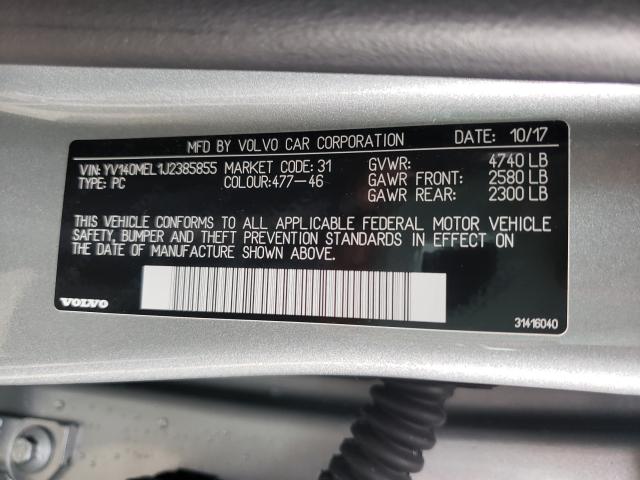 MFD BY VOLVO CAR CORPORATION DATE: 10/17
VIN: YV140MEL1J2385855 MARKET CODE: 31 GVWR: 4740 LB
TYPE: PC COLOUR:477-46 GAWR FRONT: 2580 LB
GAWR REAR: 2300 LB
THIS VEHICLE CONFORMS TO ALL APPLICABLE FEDERAL MOTOR VEHICLE
SAFETY, BUMPER AND THEFT PREVENTION STANDARDS IN EFFECT ON
THE DATE OF MANUFACTURE SHOWN ABOVE.
VOLVO
31416040